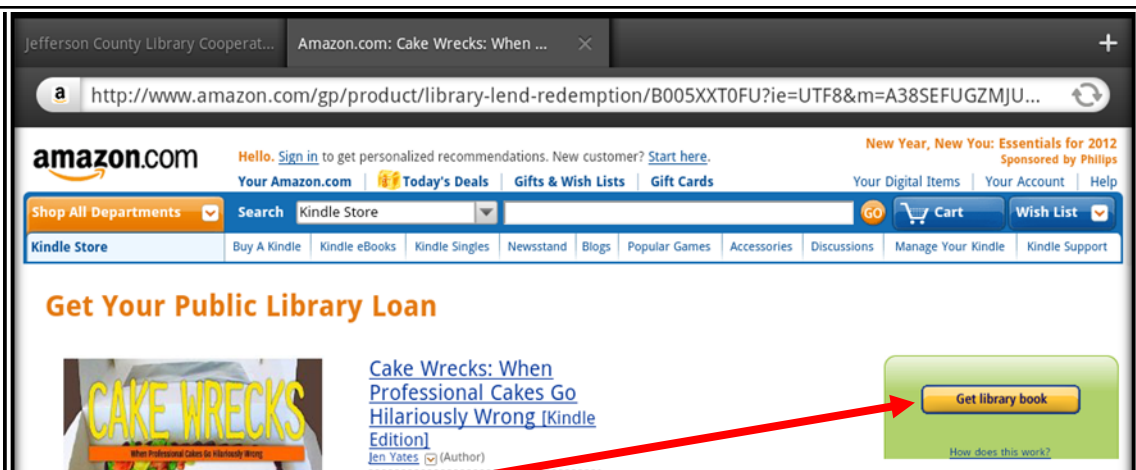 Jefferson County Library Cooperat...
Amazon.com: Cake Wrecks: When ...
a http://www.amazon.com/gp/product/library-lend-redemption/B005XXT0FU?ie=UTF8&m=A38SEFUGZMJU...
amazon.com
Hello. Sign in to get personalized recommendations. New customer? Start here.
New Year, New You: Essentials for 2012
Sponsored by Philips
Your Amazon.com | Today's Deals | Gifts & Wish Lists | Gift Cards
Your Digital Items | Your Account | Help
Shop All Departments
Search Kindle Store
GO
Cart
Wish List
Kindle Store
Buy A Kindle | Kindle eBooks | Kindle Singles | Newsstand | Blogs | Popular Games | Accessories | Discussions | Manage Your Kindle | Kindle Support
Get Your Public Library Loan
CAKE WRECKS
When Professional Cakes Go Hilariously Wrong
Cake Wrecks: When
Professional Cakes Go
Hilariously Wrong [Kindle
Edition]
Jen Yates (Author)
Get library book
How does this work?